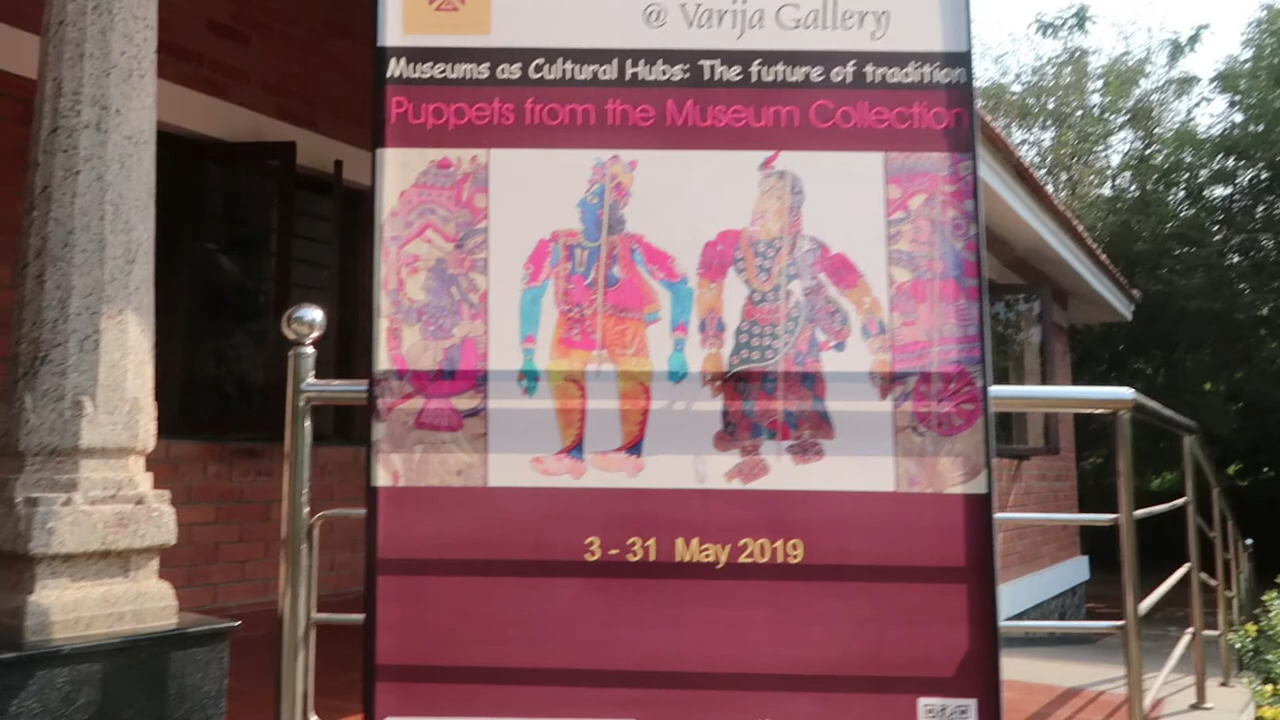 @ Varija Gallery
Museums as Cultural Hubs: The future of tradition
Puppets from the Museum Collection
3 - 31 May 2019